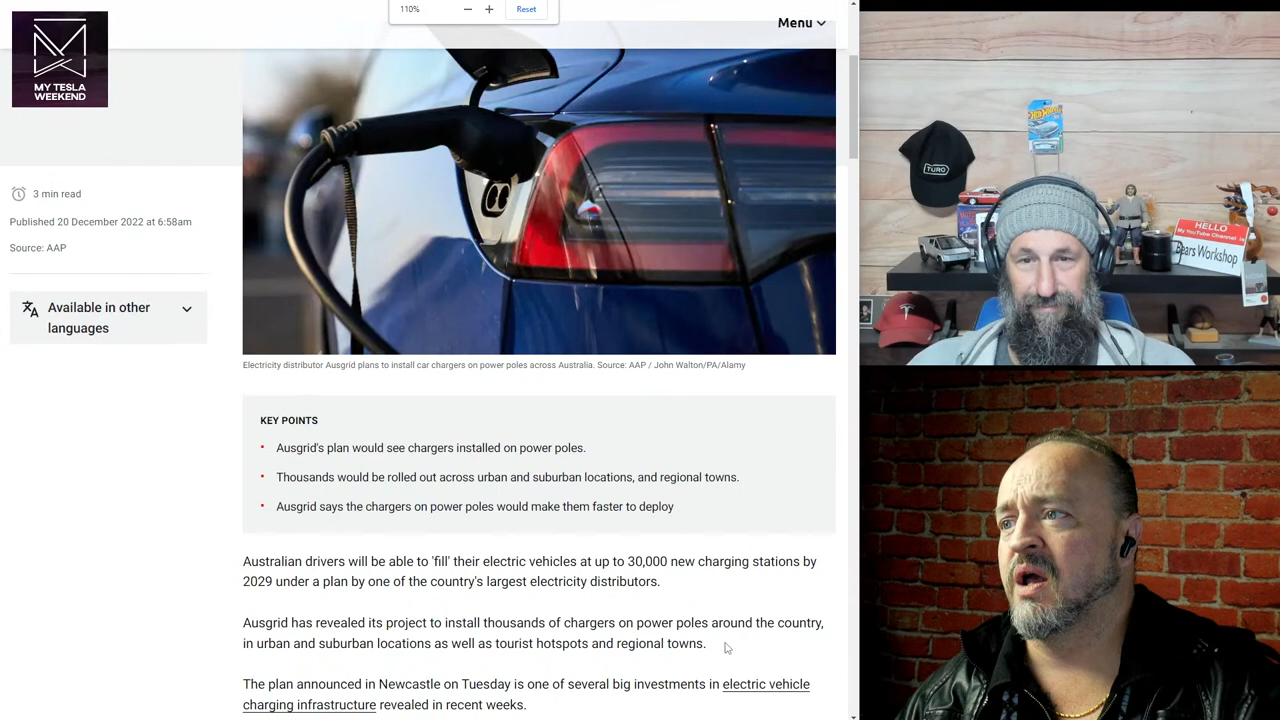 110%
Reset
Menu
MY TESLA
WEEKEND
3 min read
Published 20 December 2022 at 6:58am
Source: AAP
Available in other
languages
Electricity distributor Ausgrid plans to install car chargers on power poles across Australia. Source: AAP / John Walton/PA/Alamy
KEY POINTS
Ausgrid's plan would see chargers installed on power poles.
Thousands would be rolled out across urban and suburban locations, and regional towns.
Ausgrid says the chargers on power poles would make them faster to deploy
Australian drivers will be able to 'fill' their electric vehicles at up to 30,000 new charging stations by
2029 under a plan by one of the country's largest electricity distributors.
Ausgrid has revealed its project to install thousands of chargers on power poles around the country,
in urban and suburban locations as well as tourist hotspots and regional towns.
The plan announced in Newcastle on Tuesday is one of several big investments in electric vehicle
charging infrastructure revealed in recent weeks.
Hot Wheels
TURO
HELLO
My YouTube Channel is
Bears Workshop